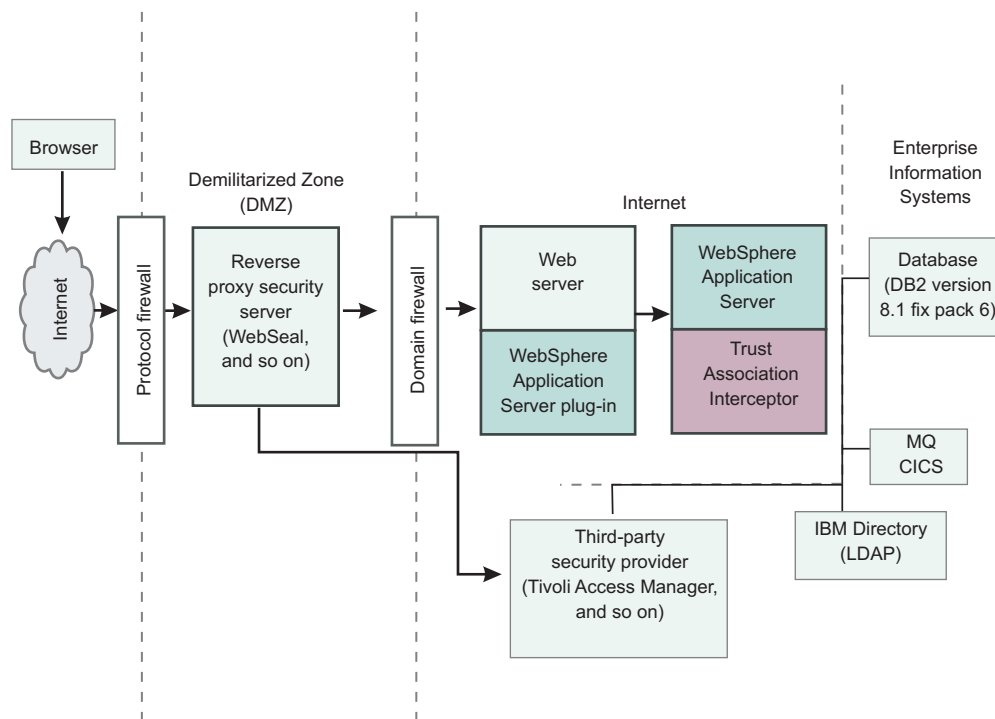 Browser
Internet
Protocol firewall
Demilitarized Zone
(DMZ)
Reverse
proxy security
server
(WebSeal,
and so on)
Domain firewall
Internet
Web
server
WebSphere
Application
Server plug-in
WebSphere
Application
Server
Trust
Association
Interceptor
Enterprise
Information
Systems
Database
(DB2 version
8.1 fix pack 6)
MQ
CICS
IBM Directory
(LDAP)
Third-party
security provider
(Tivoli Access Manager,
and so on)